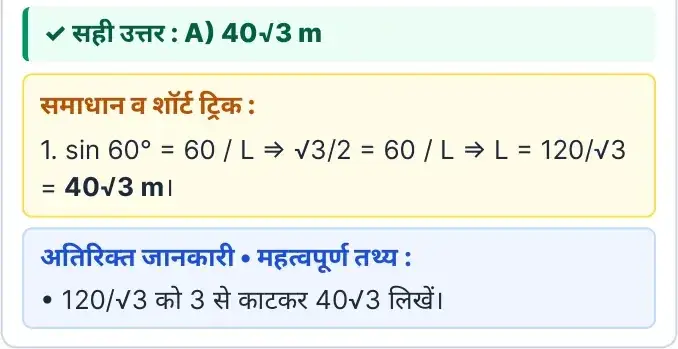 ✓ सही उत्तर : A) 40√3 m
समाधान व शॉर्ट ट्रिक :
1. sin 60° = 60 / L ⇒ √3/2 = 60 / L ⇒ L = 120/√3
= 40√3 m।
अतिरिक्त जानकारी • महत्वपूर्ण तथ्य :
• 120/√3 को 3 से काटकर 40√3 लिखें।